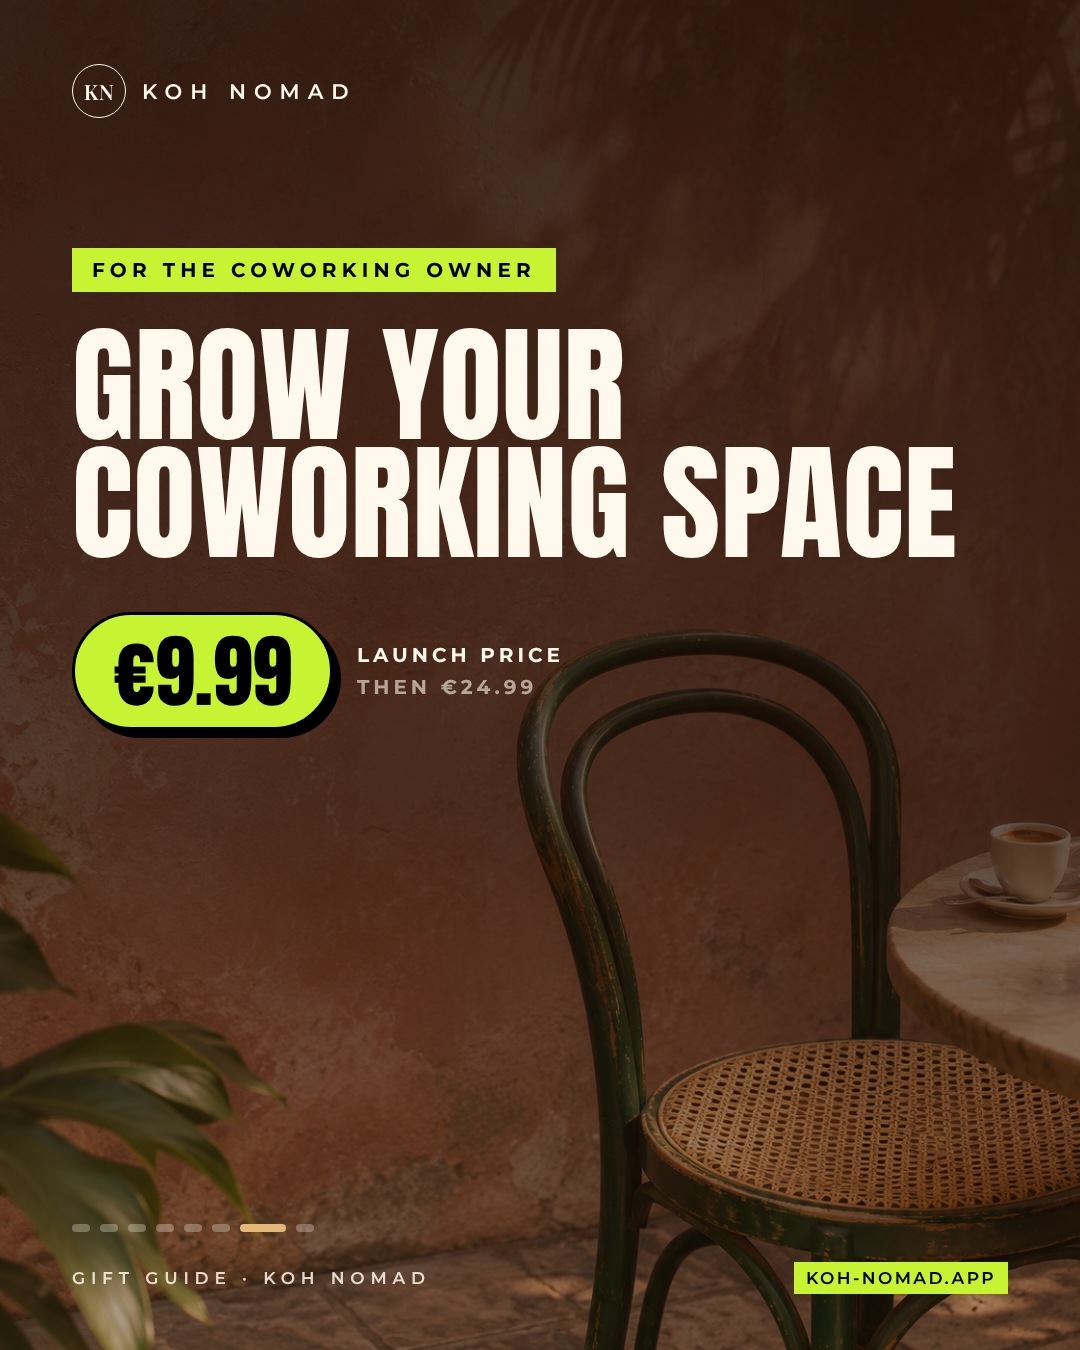 KN
KOH NOMAD
FOR THE COWORKING OWNER
GROW YOUR
COWORKING SPACE
€9.99
LAUNCH PRICE
THEN €24.99
GIFT GUIDE · KOH NOMAD
KOH-NOMAD.APP